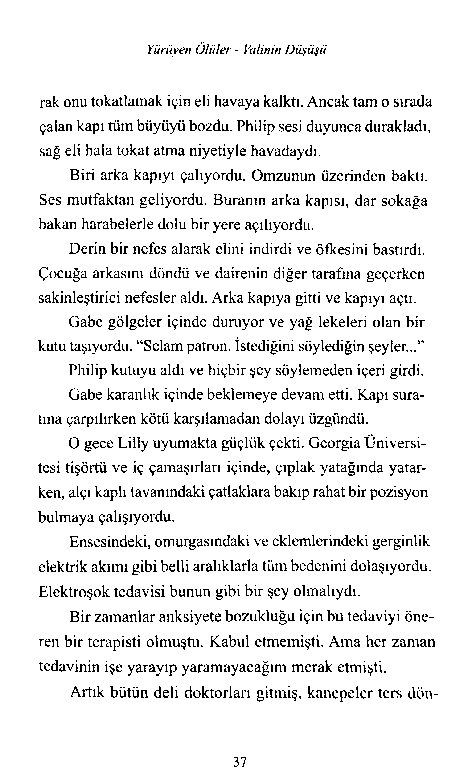 Yürüyen Ölüler - Valinin Düşüşü
rak onu tokatlamak için eli havaya kalktı. Ancak tam o sırada
çalan kapı tüm büyüyü bozdu. Philip sesi duyunca durakladı,
sağ eli hala tokat atma niyetiyle havadaydı.
Biri arka kapıyı çalıyordu. Omzunun üzerinden baktı.
Ses mutfaktan geliyordu. Buranın arka kapısı, dar sokağa
bakan harabelerle dolu bir yere açılıyordu.
Derin bir nefes alarak elini indirdi ve öfkesini bastırdı.
Çocuğa arkasını döndü ve dairenin diğer tarafına geçerken
sakinleştirici nefesler aldı. Arka kapıya gitti ve kapıyı açtı.
Gabe gölgeler içinde duruyor ve yağ lekeleri olan bir
kutu taşıyordu. “Selam patron. İstediğini söylediğin şeyler...”
Philip kutuyu aldı ve hiçbir şey söylemeden içeri girdi.
Gabe karanlık içinde beklemeye devam etti. Kapı sura-
tına çarpılırken kötü karşılamadan dolayı üzgündü.
O gece Lilly uyumakta güçlük çekti. Georgia Üniversi-
tesi tişörtü ve iç çamaşırları içinde, çıplak yatağında yatar-
ken, alçı kaplı tavanındaki çatlaklara bakıp rahat bir pozisyon
bulmaya çalışıyordu.
Ensesindeki, omurgasındaki ve eklemlerindeki gerginlik
elektrik akımı gibi belli aralıklarla tüm bedenini dolaşıyordu.
Elektroşok tedavisi bunun gibi bir şey olmalıydı.
Bir zamanlar anksiyete bozukluğu için bu tedaviyi öne-
ren bir terapisti olmuştu. Kabul etmemişti. Ama her zaman
tedavinin işe yarayıp yaramayacağını merak etmişti.
Artık bütün deli doktorları gitmiş, kanepeler ters dön-
37